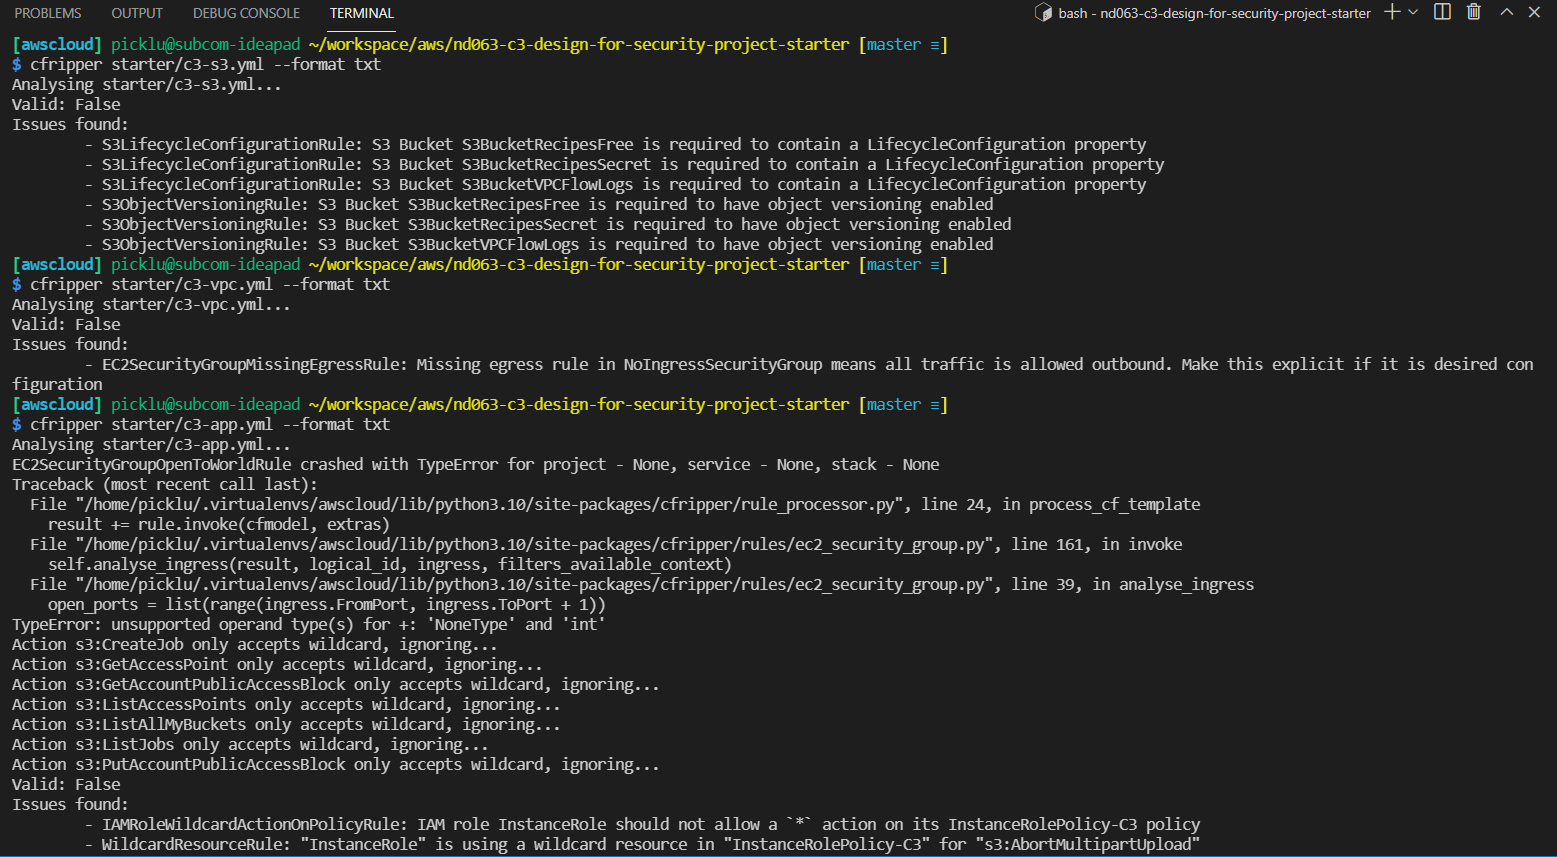 PROBLEMS OUTPUT DEBUG CONSOLE TERMINAL bash - nd063-c3-design-for-security-project-starter
[awscloud] picklu@subcom-ideapad ~/workspace/aws/nd063-c3-design-for-security-project-starter [master ≡]
$ cfripper starter/c3-s3.yml --format txt
Analysing starter/c3-s3.yml...
Valid: False
Issues found:
- S3LifecycleConfigurationRule: S3 Bucket S3BucketRecipesFree is required to contain a LifecycleConfiguration property
- S3LifecycleConfigurationRule: S3 Bucket S3BucketRecipesSecret is required to contain a LifecycleConfiguration property
- S3LifecycleConfigurationRule: S3 Bucket S3BucketVPCFlowLogs is required to contain a LifecycleConfiguration property
- S3ObjectVersioningRule: S3 Bucket S3BucketRecipesFree is required to have object versioning enabled
- S3ObjectVersioningRule: S3 Bucket S3BucketRecipesSecret is required to have object versioning enabled
- S3ObjectVersioningRule: S3 Bucket S3BucketVPCFlowLogs is required to have object versioning enabled
[awscloud] picklu@subcom-ideapad ~/workspace/aws/nd063-c3-design-for-security-project-starter [master ≡]
$ cfripper starter/c3-vpc.yml --format txt
Analysing starter/c3-vpc.yml...
Valid: False
Issues found:
- EC2SecurityGroupMissingEgressRule: Missing egress rule in NoIngressSecurityGroup means all traffic is allowed outbound. Make this explicit if it is desired con
figuration
[awscloud] picklu@subcom-ideapad ~/workspace/aws/nd063-c3-design-for-security-project-starter [master ≡]
$ cfripper starter/c3-app.yml --format txt
Analysing starter/c3-app.yml...
EC2SecurityGroupOpenToWorldRule crashed with TypeError for project - None, service - None, stack - None
Traceback (most recent call last):
File "/home/picklu/.virtualenvs/awscloud/lib/python3.10/site-packages/cfripper/rule_processor.py", line 24, in process_cf_template
result += rule.invoke(cfmodel, extras)
File "/home/picklu/.virtualenvs/awscloud/lib/python3.10/site-packages/cfripper/rules/ec2_security_group.py", line 161, in invoke
self.analyse_ingress(result, logical_id, ingress, filters_available_context)
File "/home/picklu/.virtualenvs/awscloud/lib/python3.10/site-packages/cfripper/rules/ec2_security_group.py", line 39, in analyse_ingress
open_ports = list(range(ingress.FromPort, ingress.ToPort + 1))
TypeError: unsupported operand type(s) for +: 'NoneType' and 'int'
Action s3:CreateJob only accepts wildcard, ignoring...
Action s3:GetAccessPoint only accepts wildcard, ignoring...
Action s3:GetAccountPublicAccessBlock only accepts wildcard, ignoring...
Action s3:ListAccessPoints only accepts wildcard, ignoring...
Action s3:ListAllMyBuckets only accepts wildcard, ignoring...
Action s3:ListJobs only accepts wildcard, ignoring...
Action s3:PutAccountPublicAccessBlock only accepts wildcard, ignoring...
Valid: False
Issues found:
- IAMRoleWildcardActionOnPolicyRule: IAM role InstanceRole should not allow a `*` action on its InstanceRolePolicy-C3 policy
- WildcardResourceRule: "InstanceRole" is using a wildcard resource in "InstanceRolePolicy-C3" for "s3:AbortMultipartUpload"